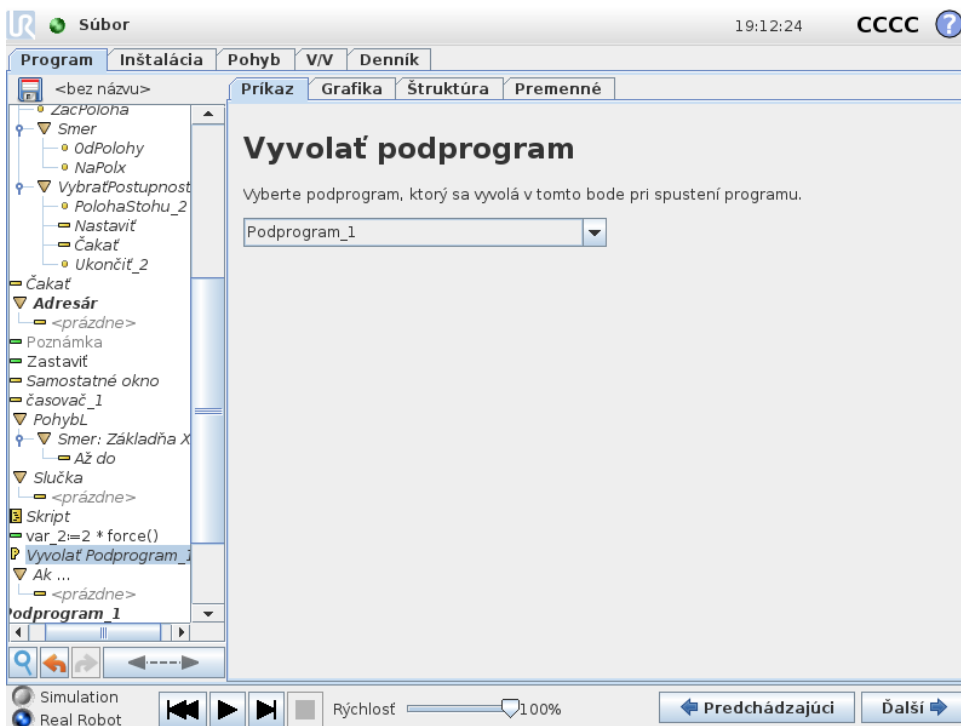 UR Súbor 19:12:24 CCCC ?
Program Inštalácia Pohyb V/V Denník
<bez názvu> Príkaz Grafika Štruktúra Premenné
ZačPoloha
Smer
OdPolohy
NaPolx
VybraťPostupnosť
PolohaStohu_2
Nastaviť
Čakať
Ukončiť_2
Čakať
Adresár
<prázdne>
Poznámka
Zastaviť
Samostatné okno
časovač_1
PohybL
Smer: Základňa X
Až do
Slučka
<prázdne>
Skript
var_2:=2 * force()
Vyvolať Podprogram_1
Ak ...
<prázdne>
Podprogram_1
Vyvolať podprogram
Vyberte podprogram, ktorý sa vyvolá v tomto bode pri spustení programu.
Podprogram_1
Simulation
Real Robot
Rýchlosť 100%
Predchádzajúci Ďalší